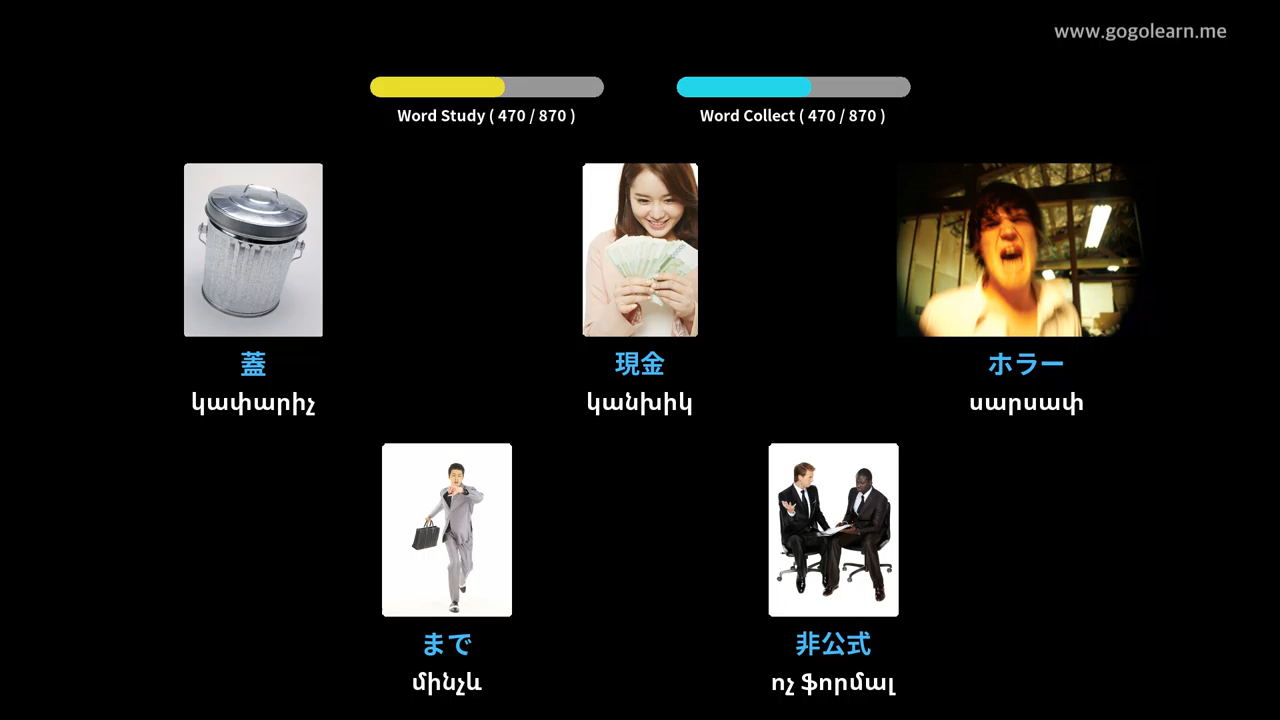 www.gogolearn.me
Word Study ( 470 / 870 )
Word Collect ( 470 / 870 )
蓋
կափարիչ
現金
կանխիկ
ホラー
սարսափ
まで
մինչև
非公式
ոչ ֆորմալ